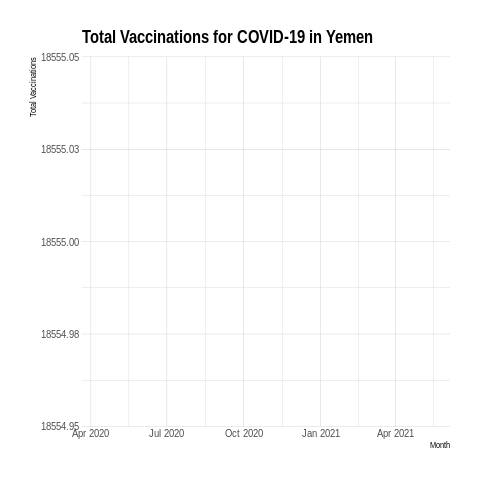 Total Vaccinations for COVID-19 in Yemen
Total Vaccinations
18555.05
18555.03
18555.00
18554.98
18554.95
Apr 2020 Jul 2020 Oct 2020 Jan 2021 Apr 2021
Month